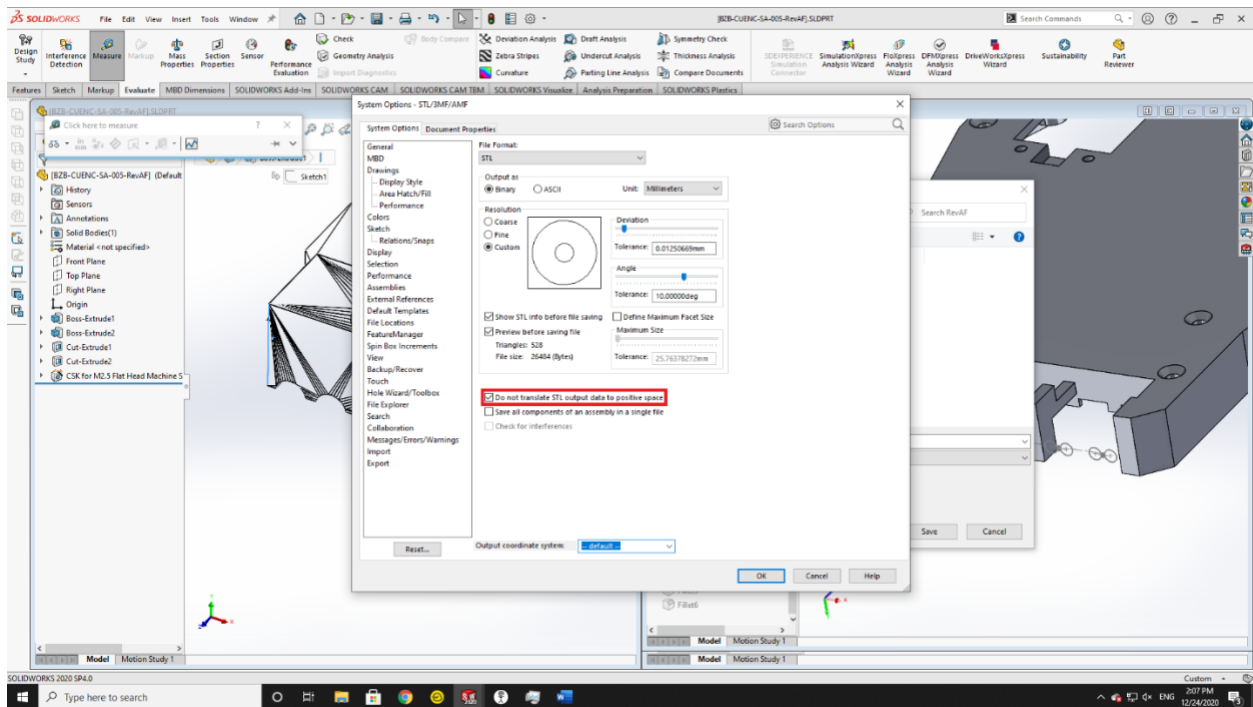 SOLIDWORKS File Edit View Insert Tools Window [BZB-CUENC-SA-005-RevAF].SLDPRT Search Commands
Design Study
Interference Detection
Measure
Markup
Mass Properties
Section Properties
Sensor
Performance Evaluation
Check
Geometry Analysis
Import Diagnostics
Body Compare
Deviation Analysis
Zebra Stripes
Curvature
Draft Analysis
Undercut Analysis
Parting Line Analysis
Symmetry Check
Thickness Analysis
Compare Documents
3DEXPERIENCE Simulation Connector
SimulationXpress Analysis Wizard
FloXpress Analysis Wizard
DFMXpress Analysis Wizard
DriveWorksXpress Wizard
Sustainability
Part Reviewer
Features Sketch Markup Evaluate MBD Dimensions SOLIDWORKS Add-Ins SOLIDWORKS CAM SOLIDWORKS CAM TBM SOLIDWORKS Visualize Analysis Preparation SOLIDWORKS Plastics
[BZB-CUENC-SA-005-RevAF].SLDPRT
Click here to measure ? ×
Boss-Extrude1
Sketch1
[BZB-CUENC-SA-005-RevAF] (Default
History
Sensors
Annotations
Solid Bodies(1)
Material <not specified>
Front Plane
Top Plane
Right Plane
Origin
Boss-Extrude1
Boss-Extrude2
Cut-Extrude1
Cut-Extrude2
CSK for M2.5 Flat Head Machine S
System Options - STL/3MF/AMF
System Options Document Properties
Search Options
General
MBD
Drawings
Display Style
Area Hatch/Fill
Performance
Colors
Sketch
Relations/Snaps
Display
Selection
Performance
Assemblies
External References
Default Templates
File Locations
FeatureManager
Spin Box Increments
View
Backup/Recover
Touch
Hole Wizard/Toolbox
File Explorer
Search
Collaboration
Messages/Errors/Warnings
Import
Export
Reset...
File Format:
STL
Output as
Binary ASCII Unit: Millimeters
Resolution
Coarse
Fine
Custom
Deviation
Tolerance: 0.01250669mm
Angle
Tolerance: 10.00000deg
Show STL info before file saving
Define Maximum Facet Size
Preview before saving file
Maximum Size
Triangles: 528
File size: 26484 (Bytes)
Tolerance: 25.76378272mm
Do not translate STL output data to positive space
Save all components of an assembly in a single file
Check for interferences
Output coordinate system: -- default --
OK Cancel Help
Search RevAF
Save Cancel
Fillet6
Model Motion Study 1
Model Motion Study 1
Model Motion Study 1
SOLIDWORKS 2020 SP4.0
Custom
Type here to search
ENG
2:07 PM
12/24/2020